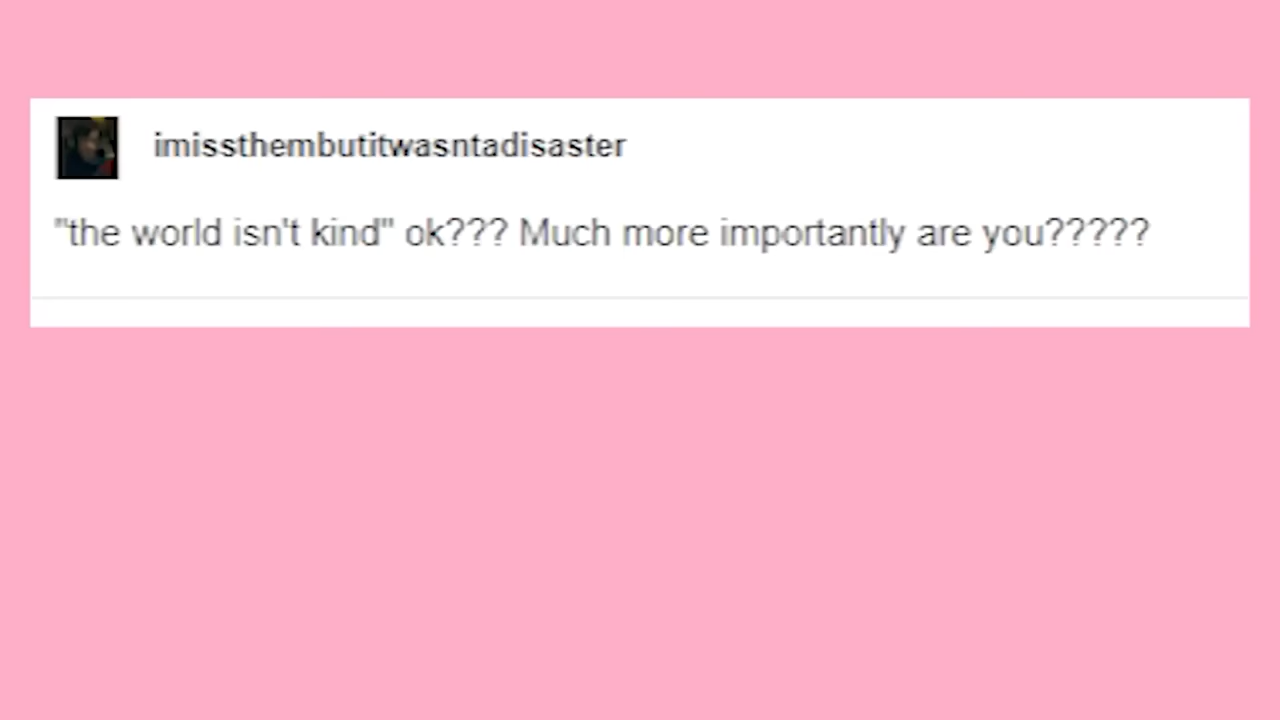 imissthembutitwasntadisaster
"the world isn't kind" ok??? Much more importantly are you?????